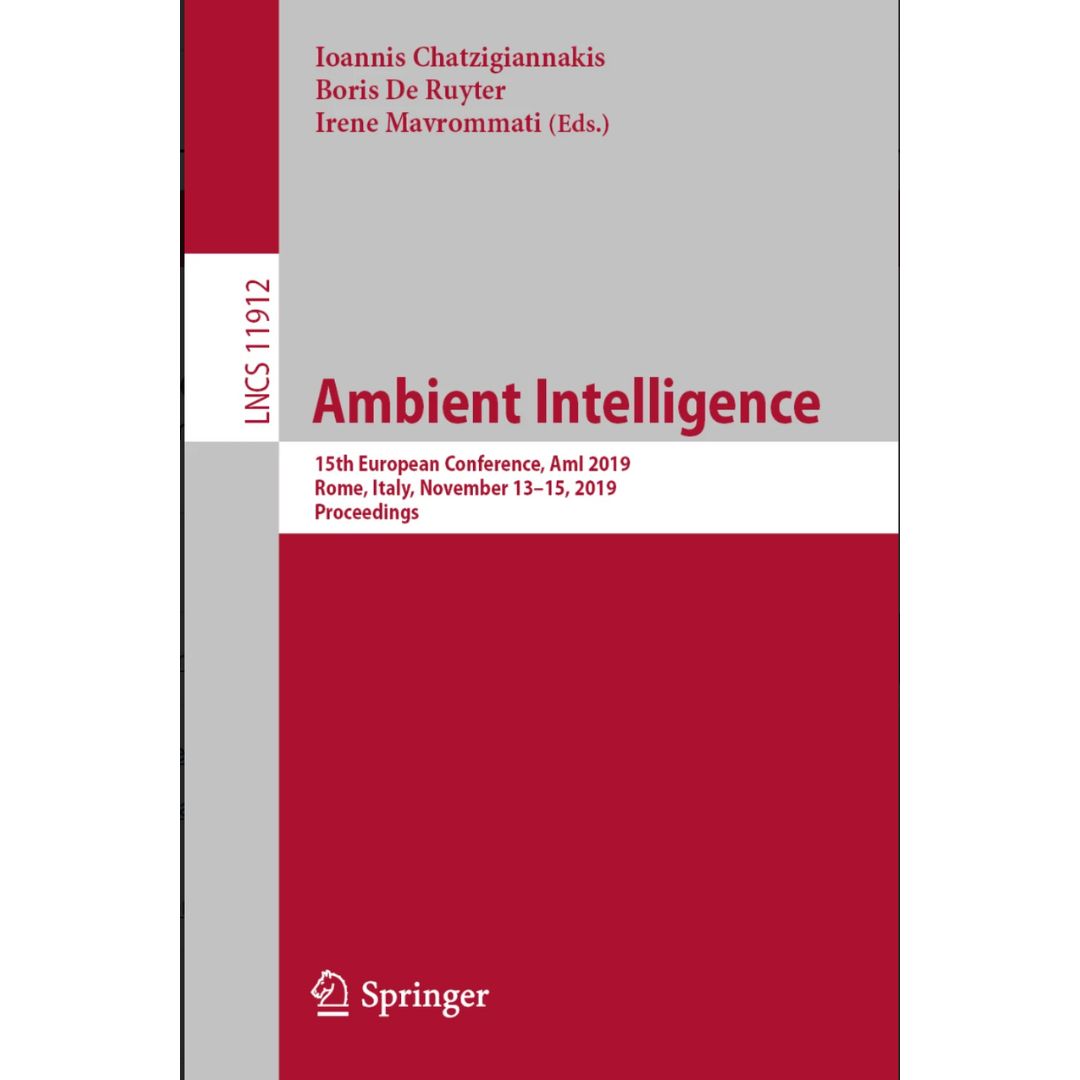 Ioannis Chatzigiannakis
Boris De Ruyter
Irene Mavrommati (Eds.)
LNCS 11912
Ambient Intelligence
15th European Conference, AmI 2019
Rome, Italy, November 13–15, 2019
Proceedings
Springer